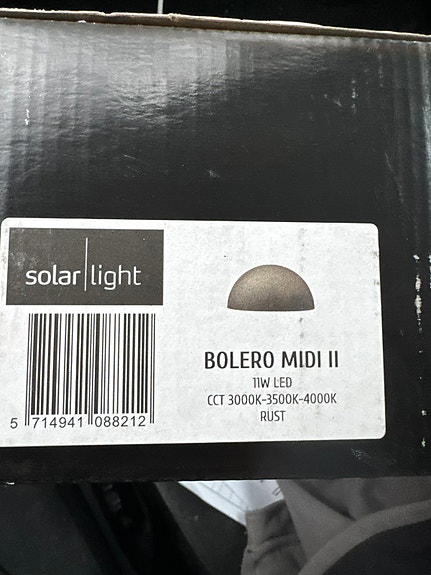 solar light
BOLERO MIDI II
11W LED
CCT 3000K-3500K-4000K
RUST
5 714941 088212